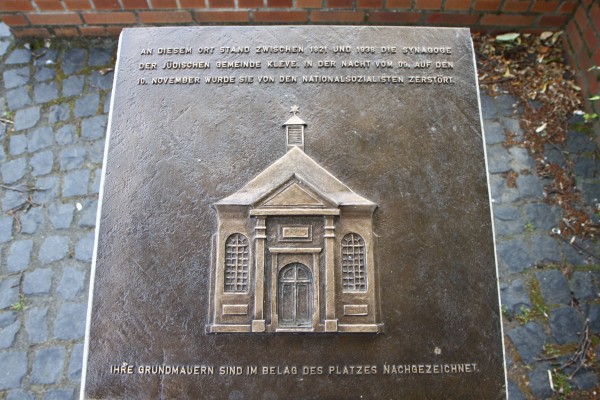 AN DIESEM ORT STAND ZWISCHEN 1821 UND 1938 DIE SYNAGOGE
DER JÜDISCHEN GEMEINDE KLEVE. IN DER NACHT VOM 09. AUF DEN
10. NOVEMBER WURDE SIE VON DEN NATIONALSOZIALISTEN ZERSTÖRT.
IHRE GRUNDMAUERN SIND IM BELAG DES PLATZES NACHGEZEICHNET.